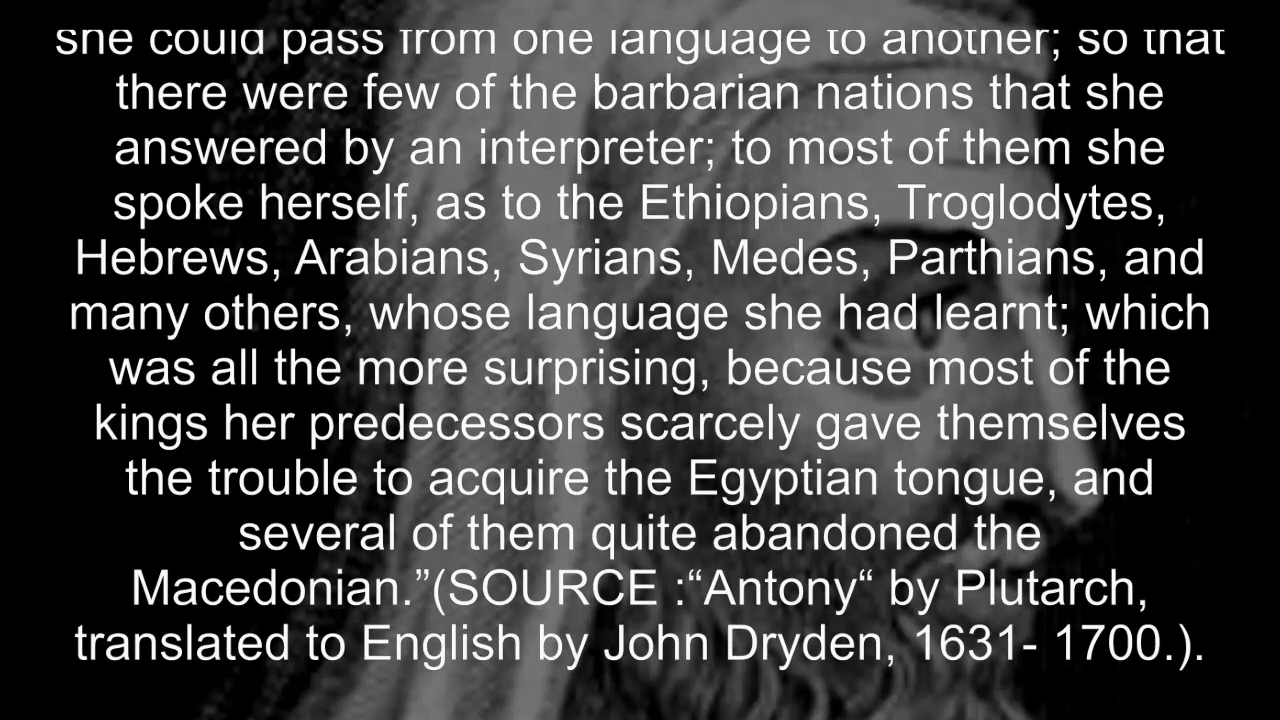 she could pass from one language to another; so that
there were few of the barbarian nations that she
answered by an interpreter; to most of them she
spoke herself, as to the Ethiopians, Troglodytes,
Hebrews, Arabians, Syrians, Medes, Parthians, and
many others, whose language she had learnt; which
was all the more surprising, because most of the
kings her predecessors scarcely gave themselves
the trouble to acquire the Egyptian tongue, and
several of them quite abandoned the
Macedonian.”(SOURCE :“Antony“ by Plutarch,
translated to English by John Dryden, 1631- 1700.).